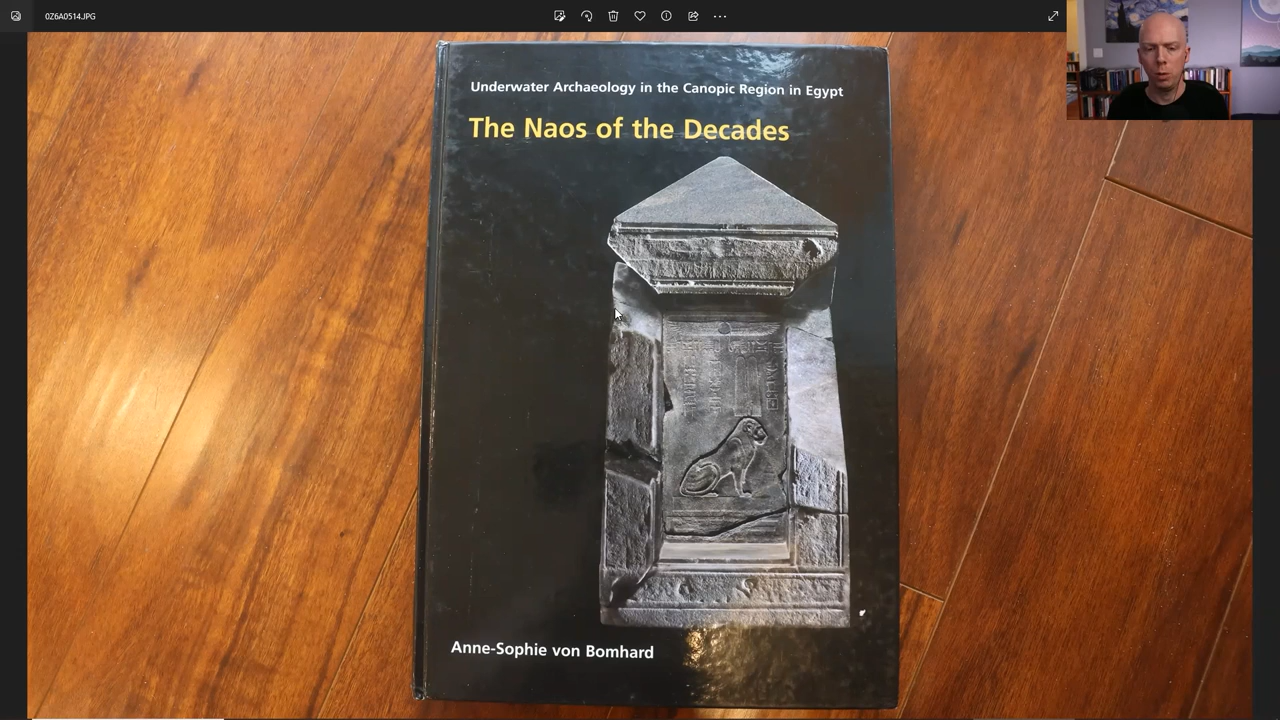 0Z6A0514.JPG
Underwater Archaeology in the Canopic Region in Egypt
The Naos of the Decades
Anne-Sophie von Bomhard